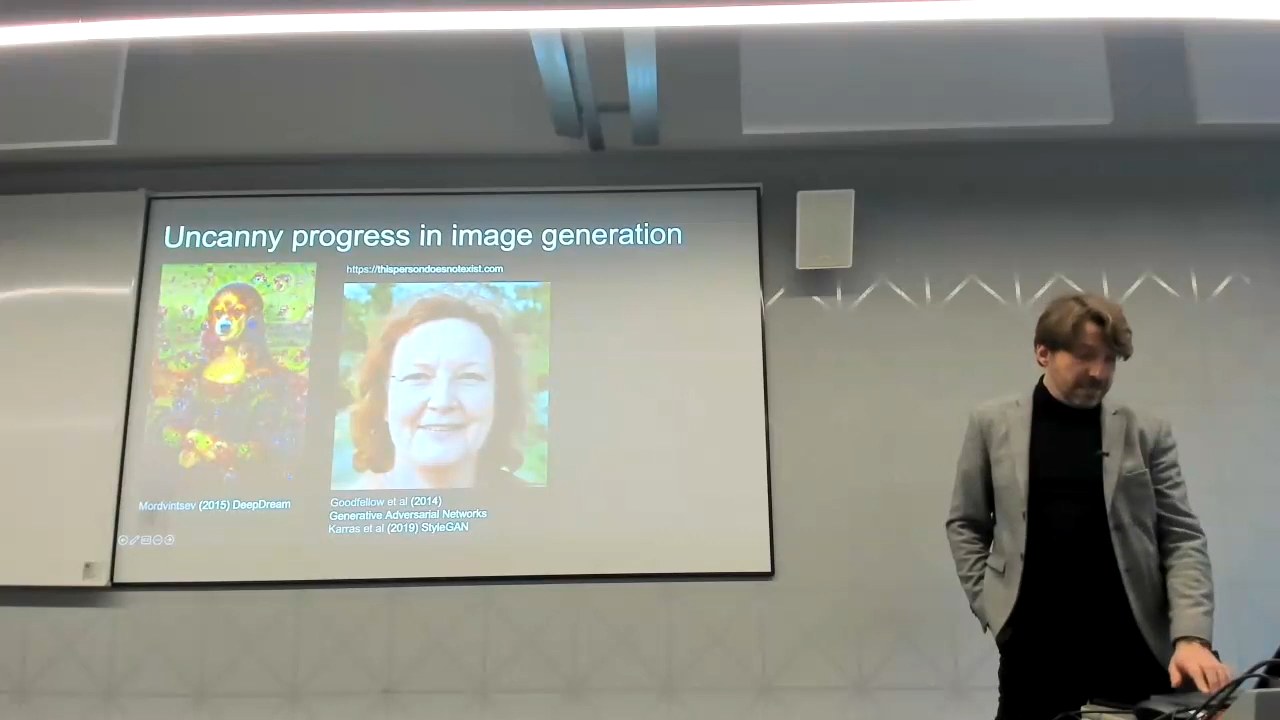 Uncanny progress in image generation
https://thispersondoesnotexist.com
Mordvintsev (2015) DeepDream
Goodfellow et al (2014)
Generative Adversarial Networks
Karras et al (2019) StyleGAN